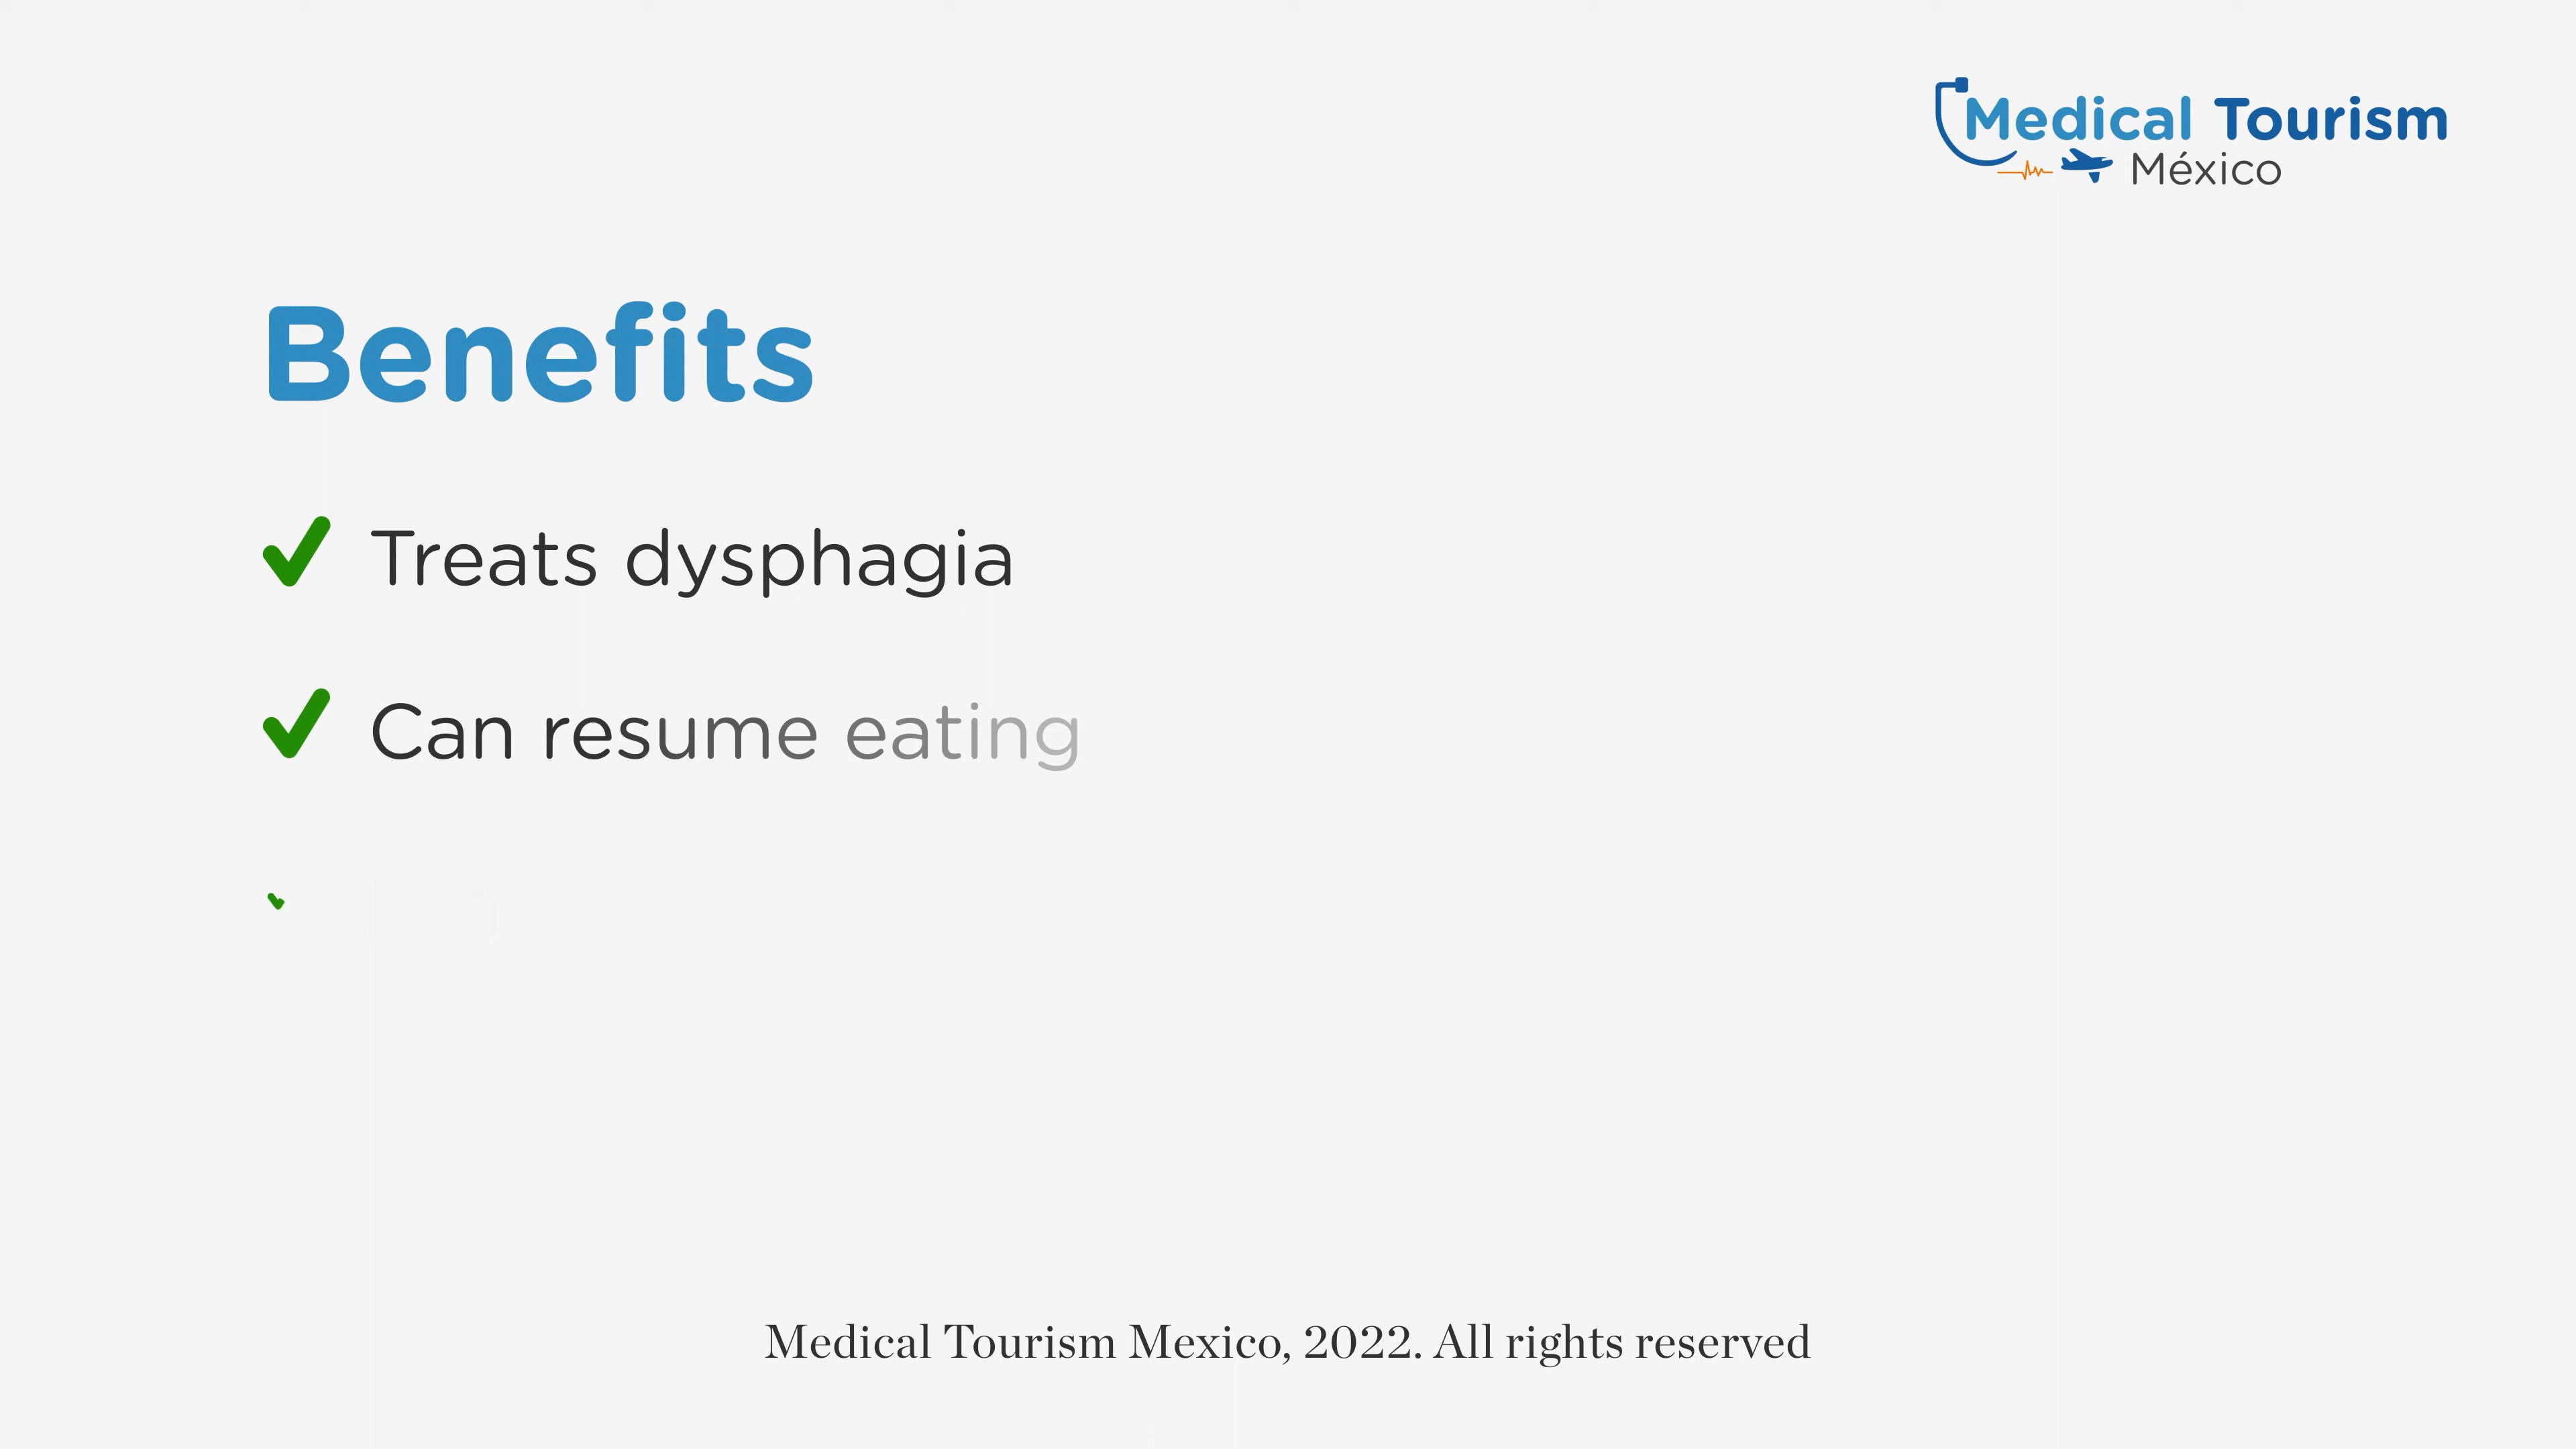 Medical Tourism
México
Benefits
Treats dysphagia
Can resume eating
Medical Tourism Mexico, 2022. All rights reserved